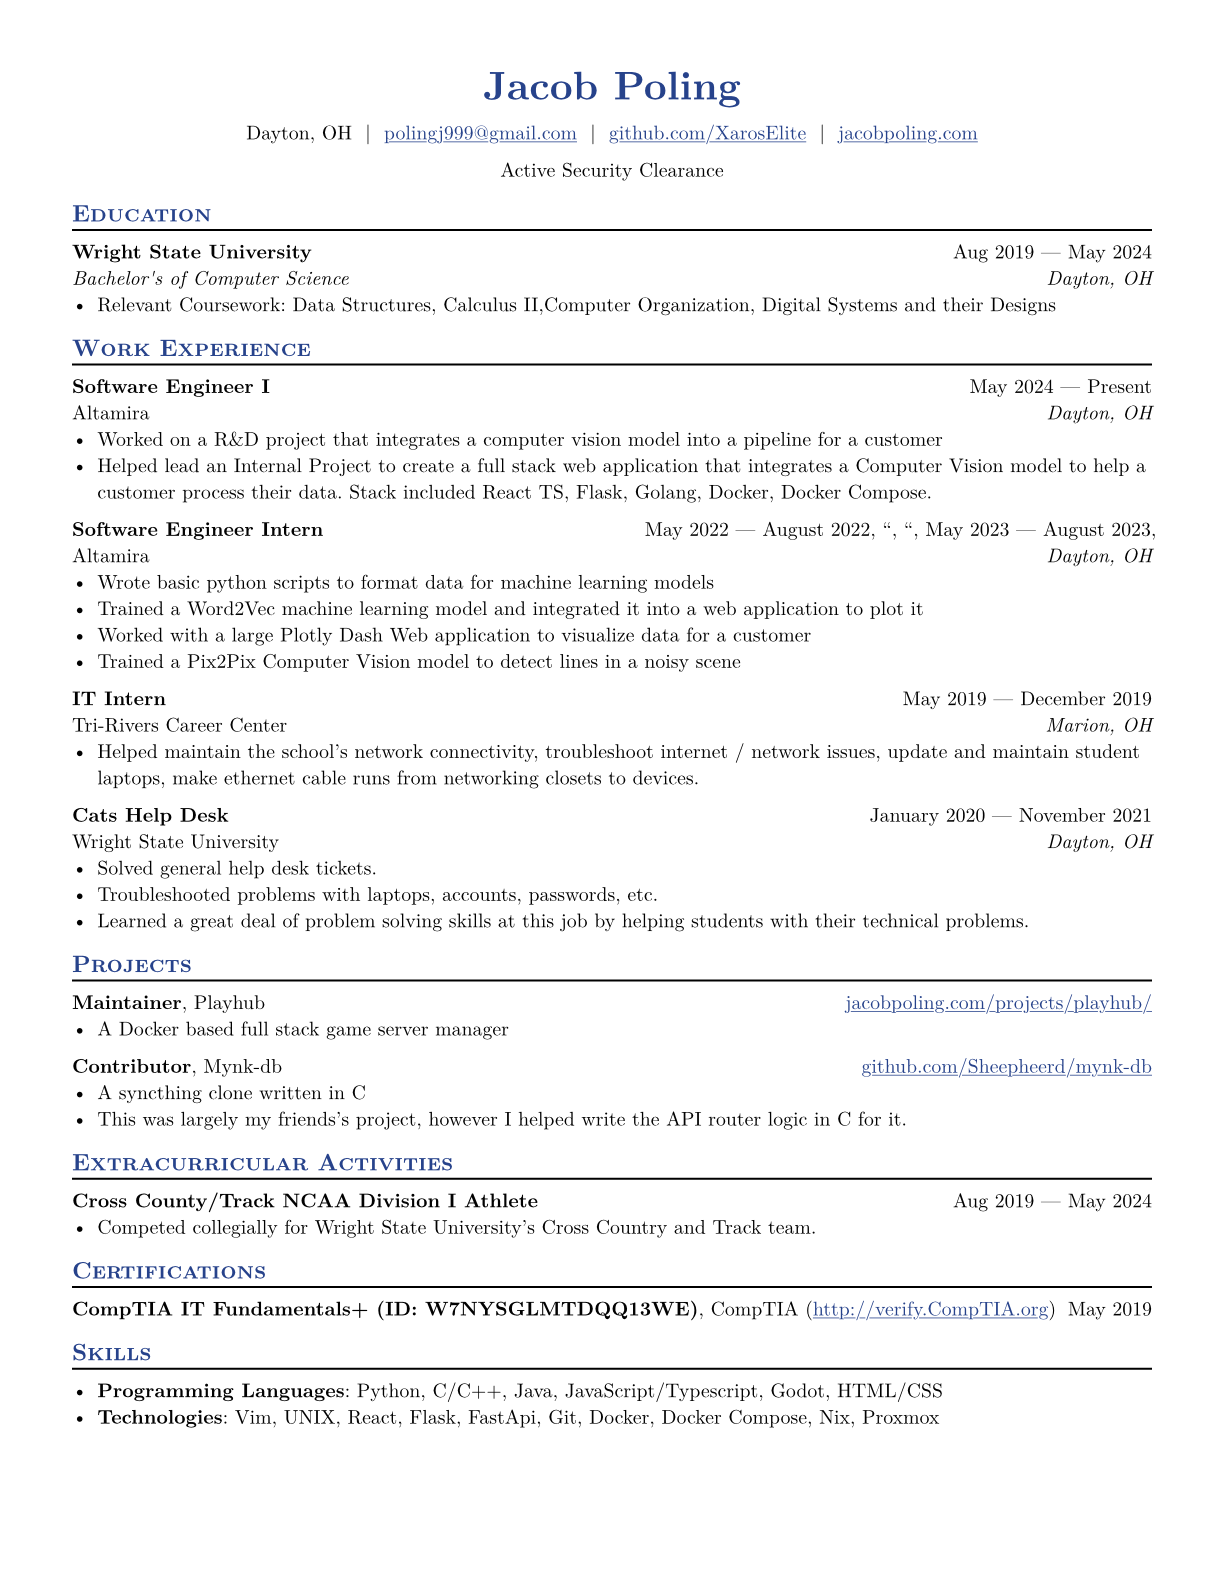 Jacob Poling
Dayton, OH | polingj999@gmail.com | github.com/XarosElite | jacobpoling.com
Active Security Clearance
Education
Wright State University Aug 2019 — May 2024
Bachelor's of Computer Science Dayton, OH
• Relevant Coursework: Data Structures, Calculus II,Computer Organization, Digital Systems and their Designs
Work Experience
Software Engineer I May 2024 — Present
Altamira Dayton, OH
• Worked on a R&D project that integrates a computer vision model into a pipeline for a customer
• Helped lead an Internal Project to create a full stack web application that integrates a Computer Vision model to help a
customer process their data. Stack included React TS, Flask, Golang, Docker, Docker Compose.
Software Engineer Intern May 2022 — August 2022, “, “, May 2023 — August 2023,
Altamira Dayton, OH
• Wrote basic python scripts to format data for machine learning models
• Trained a Word2Vec machine learning model and integrated it into a web application to plot it
• Worked with a large Plotly Dash Web application to visualize data for a customer
• Trained a Pix2Pix Computer Vision model to detect lines in a noisy scene
IT Intern May 2019 — December 2019
Tri-Rivers Career Center Marion, OH
• Helped maintain the school’s network connectivity, troubleshoot internet / network issues, update and maintain student
laptops, make ethernet cable runs from networking closets to devices.
Cats Help Desk January 2020 — November 2021
Wright State University Dayton, OH
• Solved general help desk tickets.
• Troubleshooted problems with laptops, accounts, passwords, etc.
• Learned a great deal of problem solving skills at this job by helping students with their technical problems.
Projects
Maintainer, Playhub jacobpoling.com/projects/playhub/
• A Docker based full stack game server manager
Contributor, Mynk-db github.com/Sheepheerd/mynk-db
• A syncthing clone written in C
• This was largely my friends’s project, however I helped write the API router logic in C for it.
Extracurricular Activities
Cross County/Track NCAA Division I Athlete Aug 2019 — May 2024
• Competed collegially for Wright State University’s Cross Country and Track team.
Certifications
CompTIA IT Fundamentals+ (ID: W7NYSGLMTDQQ13WE), CompTIA (http://verify.CompTIA.org) May 2019
Skills
• Programming Languages: Python, C/C++, Java, JavaScript/Typescript, Godot, HTML/CSS
• Technologies: Vim, UNIX, React, Flask, FastApi, Git, Docker, Docker Compose, Nix, Proxmox